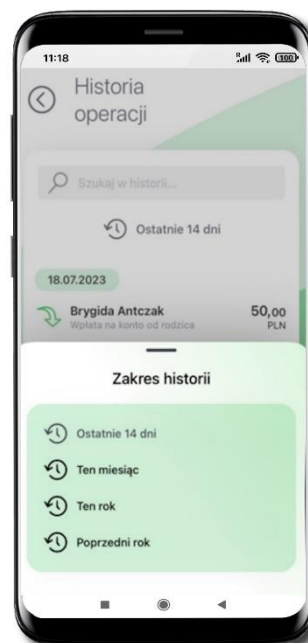 11:18
100
Historia
operacji
Szukaj w historii...
Ostatnie 14 dni
18.07.2023
Brygida Antczak 50,00
Wpłata na konto od rodzica PLN
Zakres historii
Ostatnie 14 dni
Ten miesiąc
Ten rok
Poprzedni rok